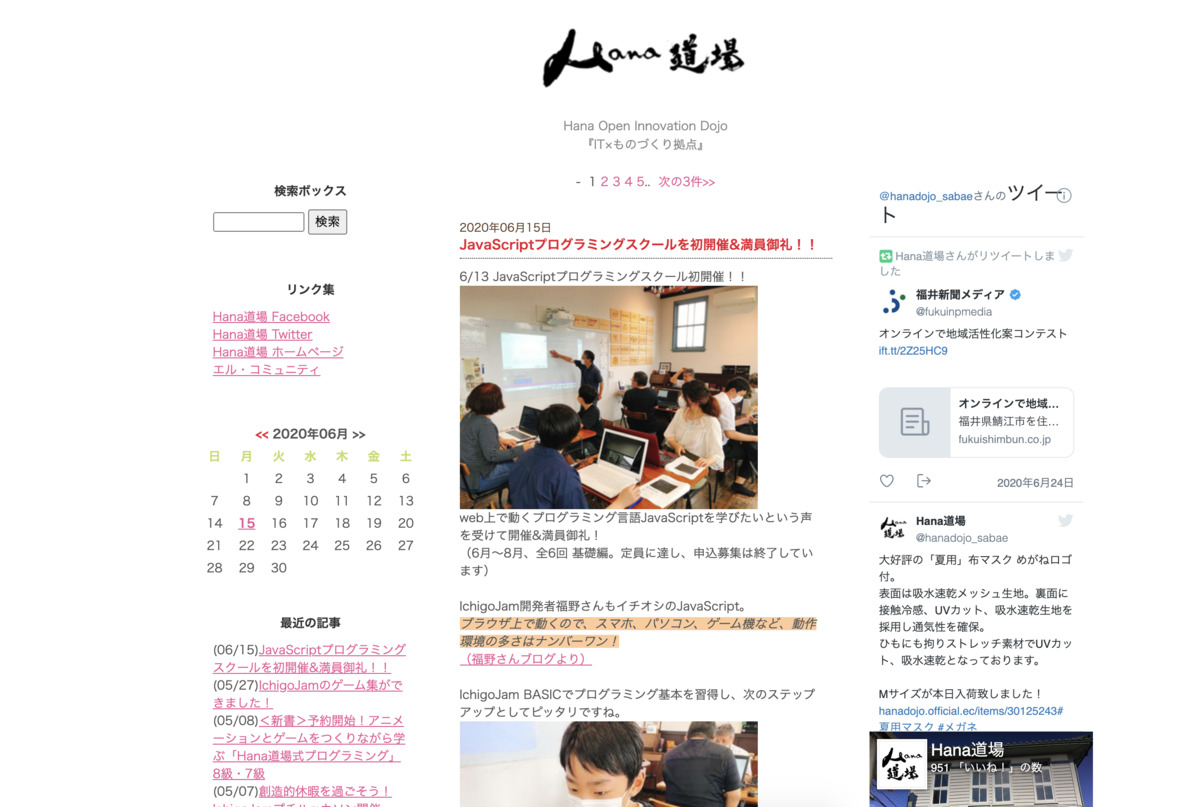 Hana 道場
Hana Open Innovation Dojo
『IT×ものづくり拠点』
- 1 2 3 4 5.. 次の3件>>
検索ボックス
検索
リンク集
Hana道場 Facebook
Hana道場 Twitter
Hana道場 ホームページ
エル・コミュニティ
<< 2020年06月 >>
日 月 火 水 木 金 土
1 2 3 4 5 6
7 8 9 10 11 12 13
14 15 16 17 18 19 20
21 22 23 24 25 26 27
28 29 30
最近の記事
(06/15)JavaScriptプログラミング
スクールを初開催&満員御礼！！
(05/27)IchigoJamのゲーム集がで
きました！
(05/08)＜新書＞予約開始！アニメ
ーションとゲームをつくりながら学
ぶ「Hana道場式プログラミング」
8級・7級
(05/07)創造的休暇を過ごそう！
2020年06月15日
JavaScriptプログラミングスクールを初開催&満員御礼！！
6/13 JavaScriptプログラミングスクール初開催！！
web上で動くプログラミング言語JavaScriptを学びたいという声
を受けて開催&満員御礼！
（6月〜8月、全6回 基礎編。定員に達し、申込募集は終了してい
ます）
IchigoJam開発者福野さんもイチオシのJavaScript。
ブラウザ上で動くので、スマホ、パソコン、ゲーム機など、動作
環境の多さはナンバーワン！
（福野さんブログより）
IchigoJam BASICでプログラミング基本を習得し、次のステップ
アップとしてピッタリですね。
@hanadojo_sabaeさんのツイー
ト
Hana道場さんがリツイートしま
した
福井新聞メディア
@fukuinpmedia
オンラインで地域活性化案コンテスト
ift.tt/2Z25HC9
オンラインで地域...
福井県鯖江市を住...
fukuishimbun.co.jp
2020年6月24日
Hana道場
Hana道場
@hanadojo_sabae
大好評の「夏用」布マスク めがねロゴ
付。
表面は吸水速乾メッシュ生地。裏面に
接触冷感、UVカット、吸水速乾生地を
採用し通気性を確保。
ひもにも拘りストレッチ素材でUVカッ
ト、吸水速乾となっております。
Mサイズが本日入荷致しました！
hanadojo.official.ec/items/30125243#
夏用マスク #メガネ
Hana道場
Hana道場
951 「いいね！」の数